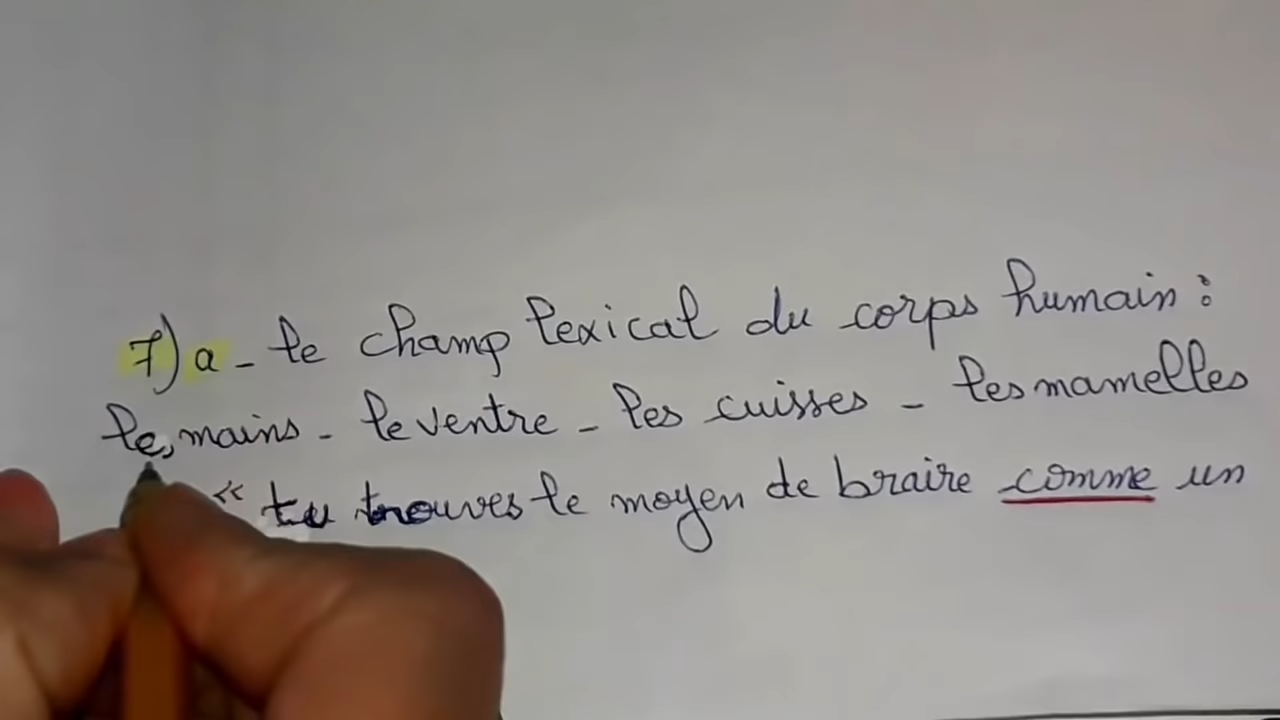 7) a - le champ lexical du corps humain :
les mains - le ventre - les cuisses - les mamelles
« tu trouves le moyen de braire comme un